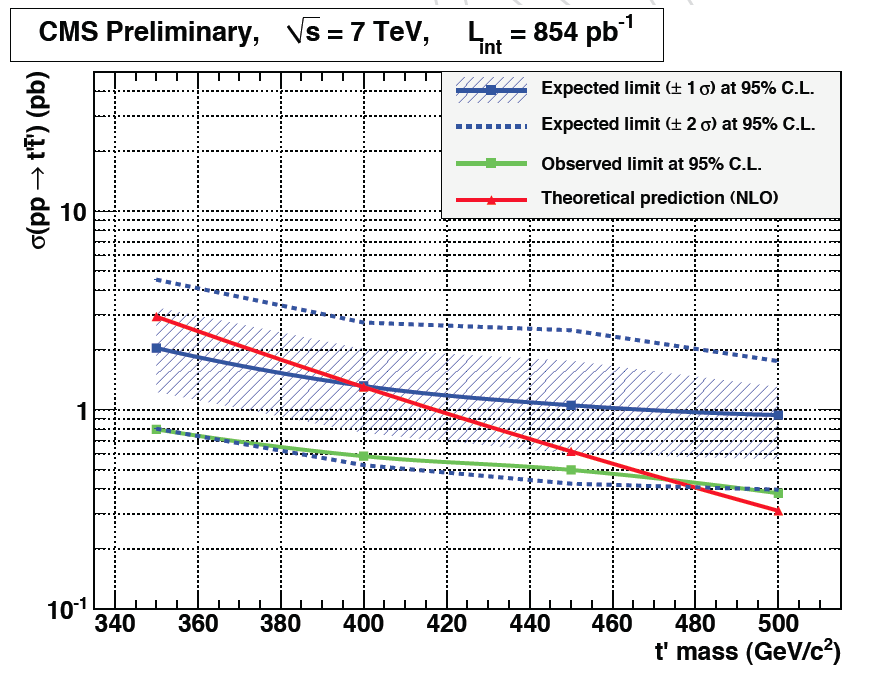 CMS Preliminary, √s = 7 TeV, L_int = 854 pb⁻¹
σ(pp → t't̄') (pb)
Expected limit (± 1 σ) at 95% C.L.
Expected limit (± 2 σ) at 95% C.L.
Observed limit at 95% C.L.
Theoretical prediction (NLO)
10
1
10⁻¹
340 360 380 400 420 440 460 480 500
t' mass (GeV/c²)